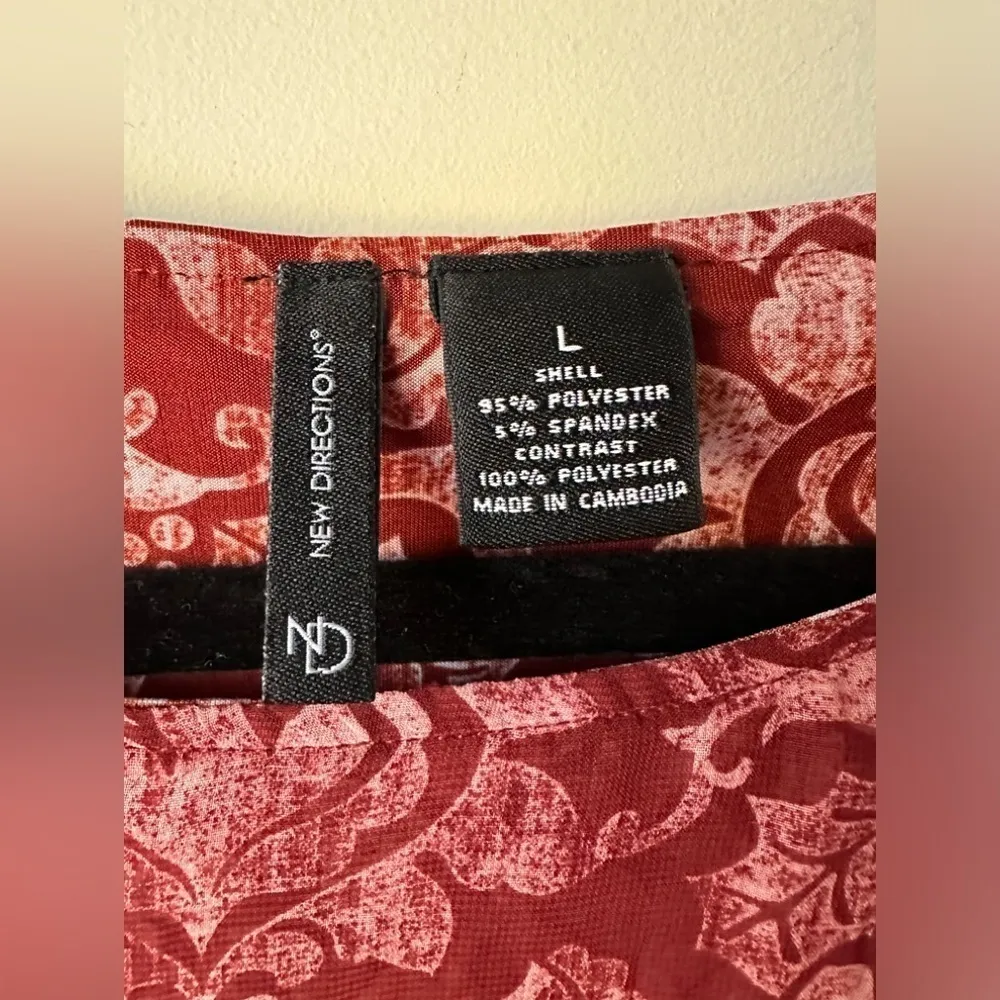 NEW DIRECTIONS®
ND
L
SHELL
95% POLYESTER
5% SPANDEX
CONTRAST
100% POLYESTER
MADE IN CAMBODIA